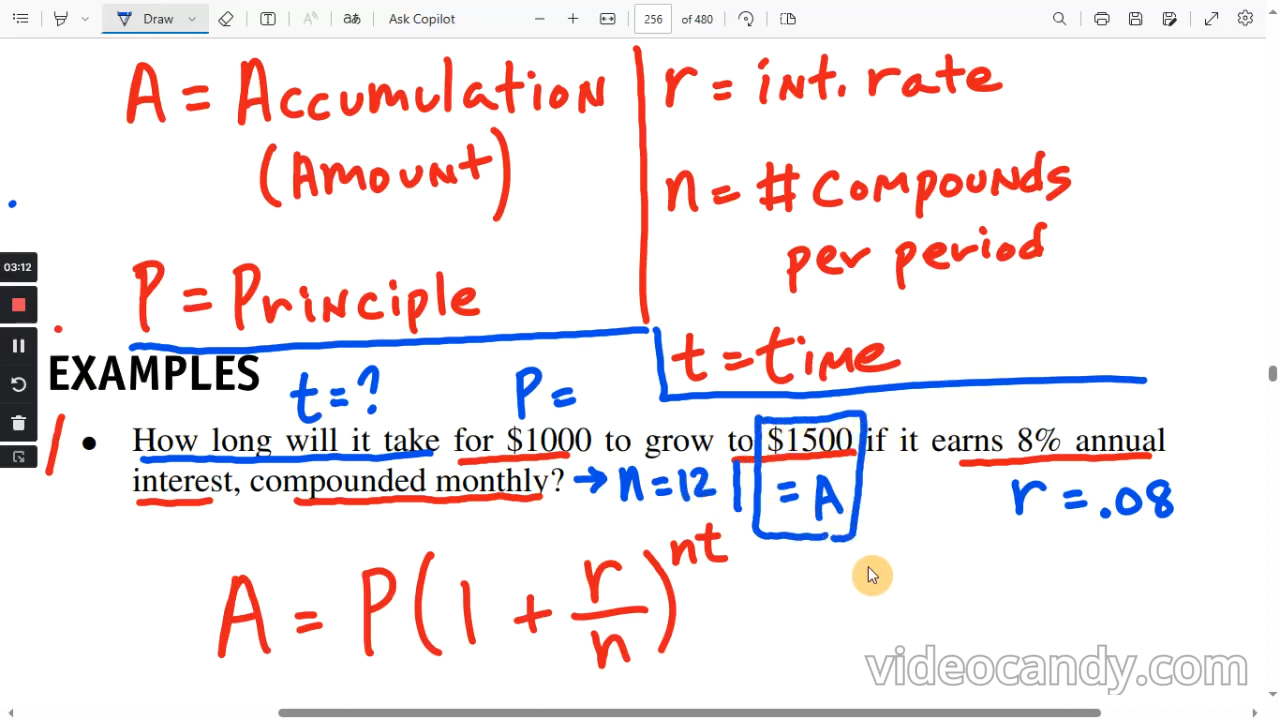 Draw
Ask Copilot
256 of 480
A = Accumulation
(Amount)
P = Principle
r = int. rate
n = # compounds
per period
t = time
03:12
EXAMPLES
t = ?
P =
1
• How long will it take for $1000 to grow to $1500 if it earns 8% annual
interest, compounded monthly? → n = 12
= A
r = .08
A = P(1 + r/n)^nt
videocandy.com